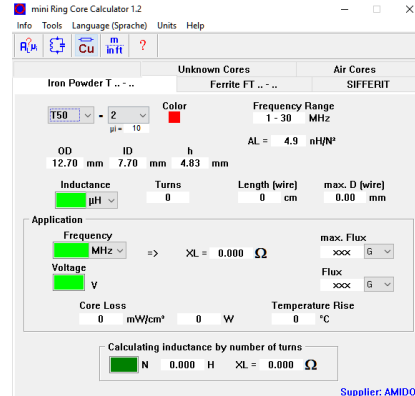 mini Ring Core Calculator 1.2
Info Tools Language (Sprache) Units Help
Cu m in ft ?
Unknown Cores Air Cores
Iron Powder T .. - .. Ferrite FT .. - .. SIFFERIT
Color Frequency Range
T50 - 2 1 - 30 MHz
µi = 10
AL = 4.9 nH/N²
OD ID h
12.70 mm 7.70 mm 4.83 mm
Inductance Turns Length (wire) max. D (wire)
µH 0 0 cm 0.00 mm
Application
Frequency max. Flux
MHz => XL = 0.000 Ω xxx G
Voltage Flux
V xxx G
Core Loss Temperature Rise
0 mW/cm³ 0 W 0 °C
Calculating inductance by number of turns
N 0.000 H XL = 0.000 Ω
Supplier: AMIDO